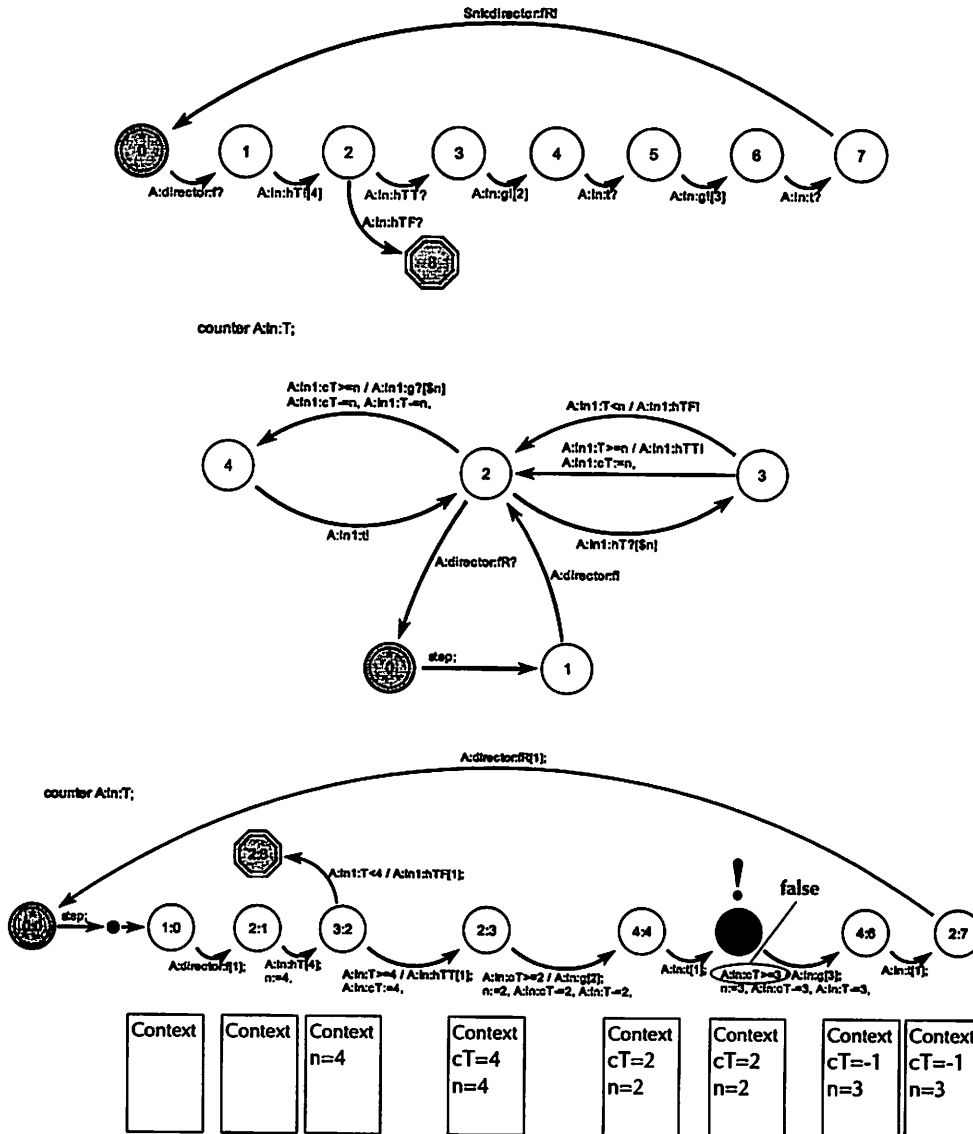 Snk:director:fR!
0
1
2
3
4
5
6
7
A:director:f?
A:in:hT![4]
A:in:hTT?
A:in:g![2]
A:in:t?
A:in:g![3]
A:in:t?
A:in:hTF?
8
counter A:in:T;
A:in1:cT>=n / A:in1:g?[$n]
A:in1:cT-=n, A:in1:T-=n,
A:in1:T<n / A:in1:hTF!
A:in1:T>=n / A:in1:hTT!
A:in1:cT:=n,
4
2
3
A:in1:t!
A:in1:hT?[$n]
A:director:fR?
A:director:f!
0
step;
1
A:director:fR[1];
counter A:in:T;
2:8
A:in1:T<4 / A:in1:hTF[1];
!
false
0:0
step;
1:0
2:1
3:2
2:3
4:4
4:6
2:7
A:director:f[1];
A:in:hT[4];
n:=4,
A:in:T>=4 / A:in:hTT[1];
A:in:cT:=4,
A:in:cT>=2 / A:in:g[2];
n:=2, A:in:cT-=2, A:in:T-=2,
A:in:t[1];
A:in:cT>=3 / A:in:g[3];
n:=3, A:in:cT-=3, A:in:T-=3,
A:in:t[1];
Context
Context
Context
n=4
Context
cT=4
n=4
Context
cT=2
n=2
Context
cT=2
n=2
Context
cT=-1
n=3
Context
cT=-1
n=3